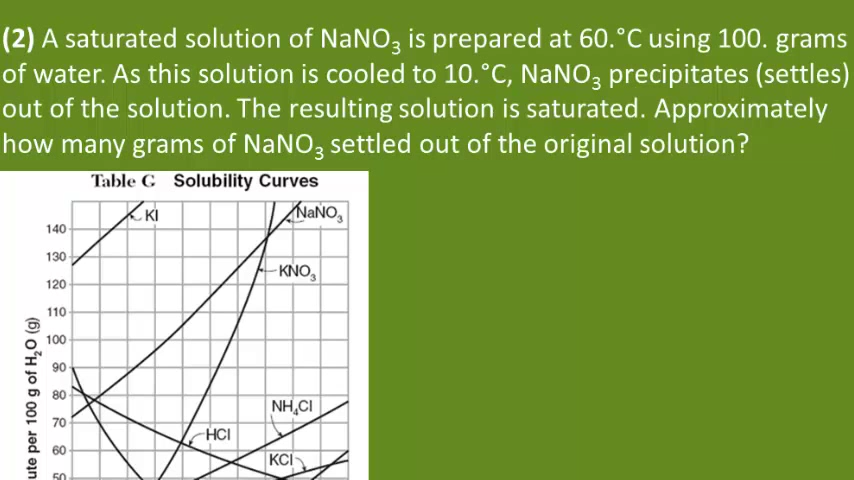 (2) A saturated solution of NaNO₃ is prepared at 60.°C using 100. grams
of water. As this solution is cooled to 10.°C, NaNO₃ precipitates (settles)
out of the solution. The resulting solution is saturated. Approximately
how many grams of NaNO₃ settled out of the original solution?
Table G Solubility Curves
KI
NaNO₃
140
130
KNO₃
120
110
100
90
80
NH₄Cl
70
HCl
60
KCl
50
ute per 100 g of H₂O (g)